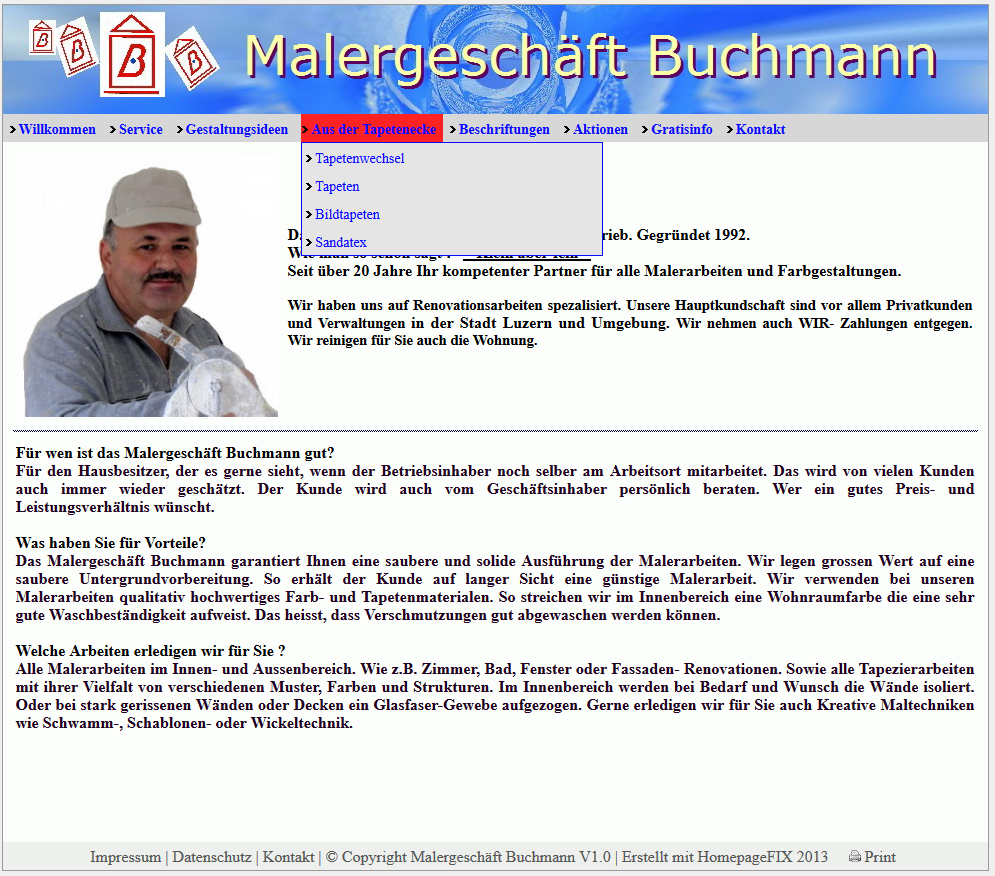 Malergeschäft Buchmann
Willkommen Service Gestaltungsideen Aus der Tapetenecke Beschriftungen Aktionen Gratisinfo Kontakt
Tapetenwechsel
Tapeten
Bildtapeten
Sandatex
rieb. Gegründet 1992.
Seit über 20 Jahre Ihr kompetenter Partner für alle Malerarbeiten und Farbgestaltungen.
Wir haben uns auf Renovationsarbeiten spezalisiert. Unsere Hauptkundschaft sind vor allem Privatkunden
und Verwaltungen in der Stadt Luzern und Umgebung. Wir nehmen auch WIR- Zahlungen entgegen.
Wir reinigen für Sie auch die Wohnung.
Für wen ist das Malergeschäft Buchmann gut?
Für den Hausbesitzer, der es gerne sieht, wenn der Betriebsinhaber noch selber am Arbeitsort mitarbeitet. Das wird von vielen Kunden
auch immer wieder geschätzt. Der Kunde wird auch vom Geschäftsinhaber persönlich beraten. Wer ein gutes Preis- und
Leistungsverhältnis wünscht.
Was haben Sie für Vorteile?
Das Malergeschäft Buchmann garantiert Ihnen eine saubere und solide Ausführung der Malerarbeiten. Wir legen grossen Wert auf eine
saubere Untergrundvorbereitung. So erhält der Kunde auf langer Sicht eine günstige Malerarbeit. Wir verwenden bei unseren
Malerarbeiten qualitativ hochwertiges Farb- und Tapetenmaterialen. So streichen wir im Innenbereich eine Wohnraumfarbe die eine sehr
gute Waschbeständigkeit aufweist. Das heisst, dass Verschmutzungen gut abgewaschen werden können.
Welche Arbeiten erledigen wir für Sie ?
Alle Malerarbeiten im Innen- und Aussenbereich. Wie z.B. Zimmer, Bad, Fenster oder Fassaden- Renovationen. Sowie alle Tapezierarbeiten
mit ihrer Vielfalt von verschiedenen Muster, Farben und Strukturen. Im Innenbereich werden bei Bedarf und Wunsch die Wände isoliert.
Oder bei stark gerissenen Wänden oder Decken ein Glasfaser-Gewebe aufgezogen. Gerne erledigen wir für Sie auch Kreative Maltechniken
wie Schwamm-, Schablonen- oder Wickeltechnik.
Impressum | Datenschutz | Kontakt | © Copyright Malergeschäft Buchmann V1.0 | Erstellt mit HomepageFIX 2013 Print